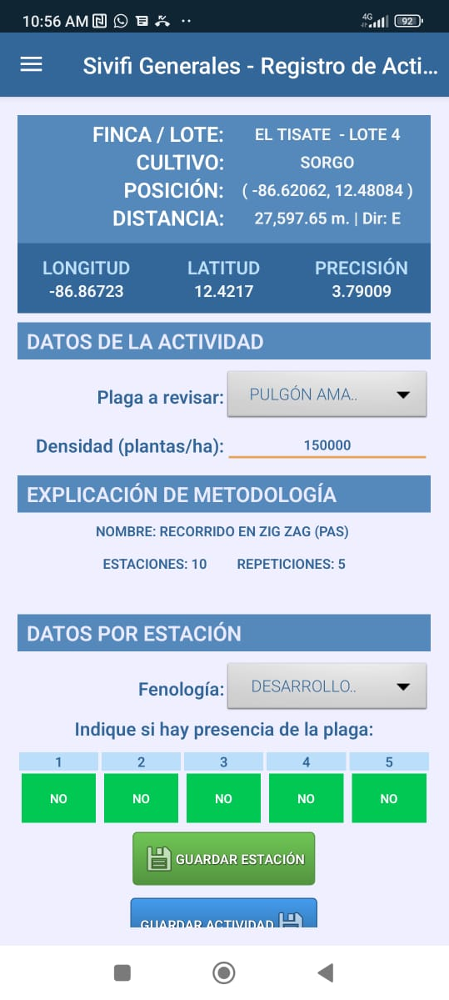 10:56 AM
4G
92
Sivifi Generales - Registro de Acti...
FINCA / LOTE: EL TISATE - LOTE 4
CULTIVO: SORGO
POSICIÓN: ( -86.62062, 12.48084 )
DISTANCIA: 27,597.65 m. | Dir: E
LONGITUD LATITUD PRECISIÓN
-86.86723 12.4217 3.79009
DATOS DE LA ACTIVIDAD
Plaga a revisar: PULGÓN AMA..
Densidad (plantas/ha): 150000
EXPLICACIÓN DE METODOLOGÍA
NOMBRE: RECORRIDO EN ZIG ZAG (PAS)
ESTACIONES: 10 REPETICIONES: 5
DATOS POR ESTACIÓN
Fenología: DESARROLLO..
Indique si hay presencia de la plaga:
1 2 3 4 5
NO NO NO NO NO
GUARDAR ESTACIÓN
GUARDAR ACTIVIDAD